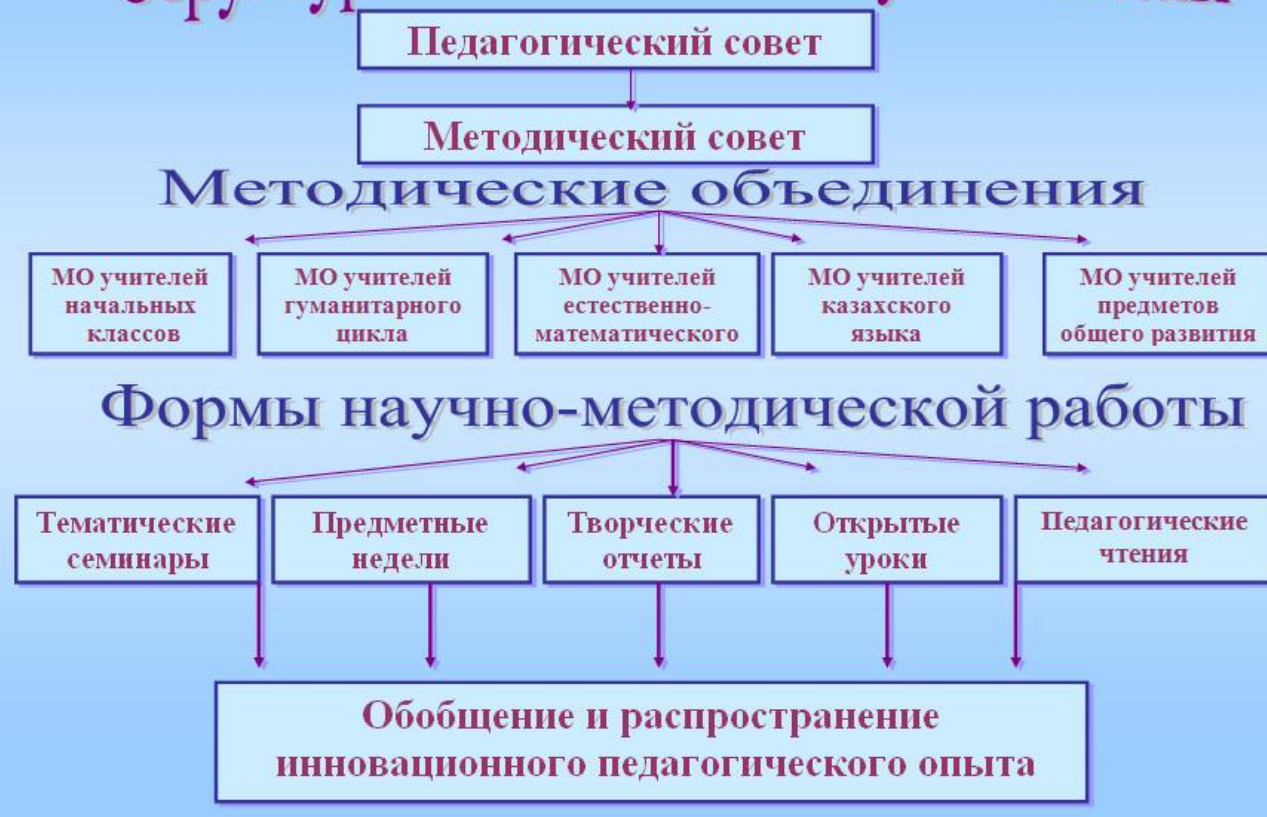 Педагогический совет
Методический совет
Методические объединения
МО учителей
начальных
классов
МО учителей
гуманитарного
цикла
МО учителей
естественно-
математического
МО учителей
казахского
языка
МО учителей
предметов
общего развития
Формы научно-методической работы
Тематические
семинары
Предметные
недели
Творческие
отчеты
Открытые
уроки
Педагогические
чтения
Обобщение и распространение
инновационного педагогического опыта